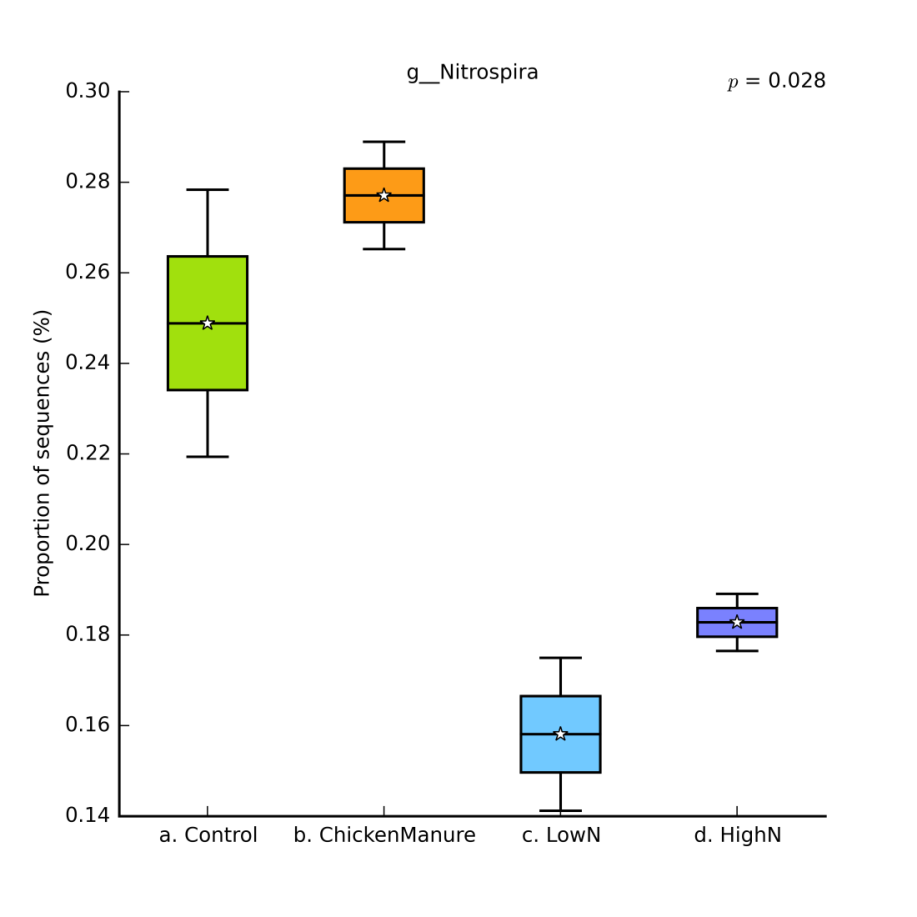 g__Nitrospira
p = 0.028
Proportion of sequences (%)
0.30
0.28
0.26
0.24
0.22
0.20
0.18
0.16
0.14
a. Control
b. ChickenManure
c. LowN
d. HighN